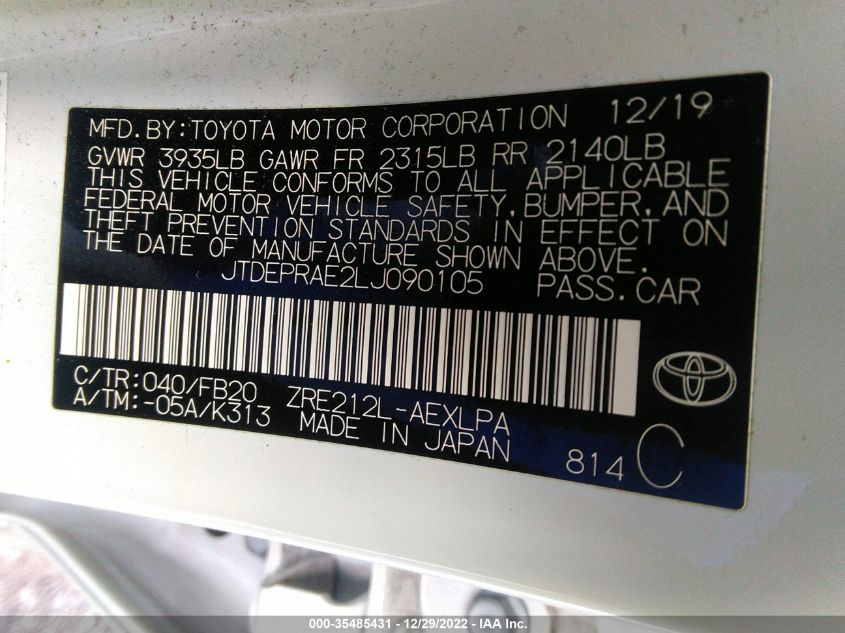 MFD.BY:TOYOTA MOTOR CORPORATION 12/19
GVWR 3935LB GAWR FR 2315LB RR 2140LB
THIS VEHICLE CONFORMS TO ALL APPLICABLE
FEDERAL MOTOR VEHICLE SAFETY,BUMPER,AND
THEFT PREVENTION STANDARDS IN EFFECT ON
THE DATE OF MANUFACTURE SHOWN ABOVE.
JTDEPRAE2LJ090105 PASS.CAR
C/TR:040/FB20 ZRE212L-AEXLPA
A/TM:-05A/K313 MADE IN JAPAN
814 C
000-35485431 - 12/29/2022 - IAA Inc.